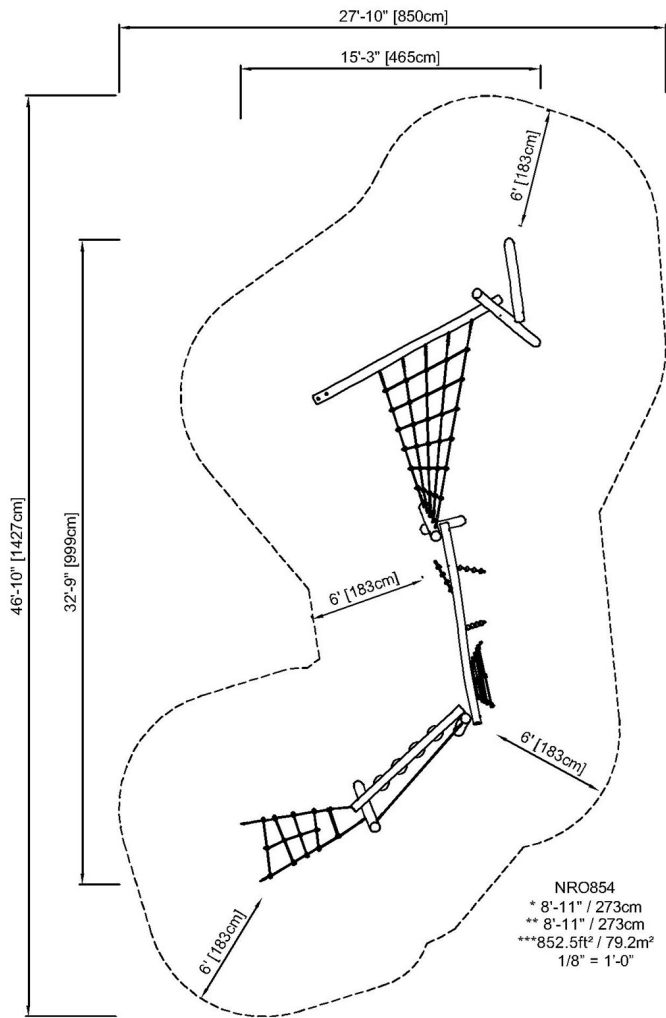 27'-10" [850cm]
15'-3" [465cm]
6' [183cm]
46'-10" [1427cm]
32'-9" [999cm]
6' [183cm]
6' [183cm]
6' [183cm]
NRO854
* 8'-11" / 273cm
** 8'-11" / 273cm
***852.5ft² / 79.2m²
1/8" = 1'-0"